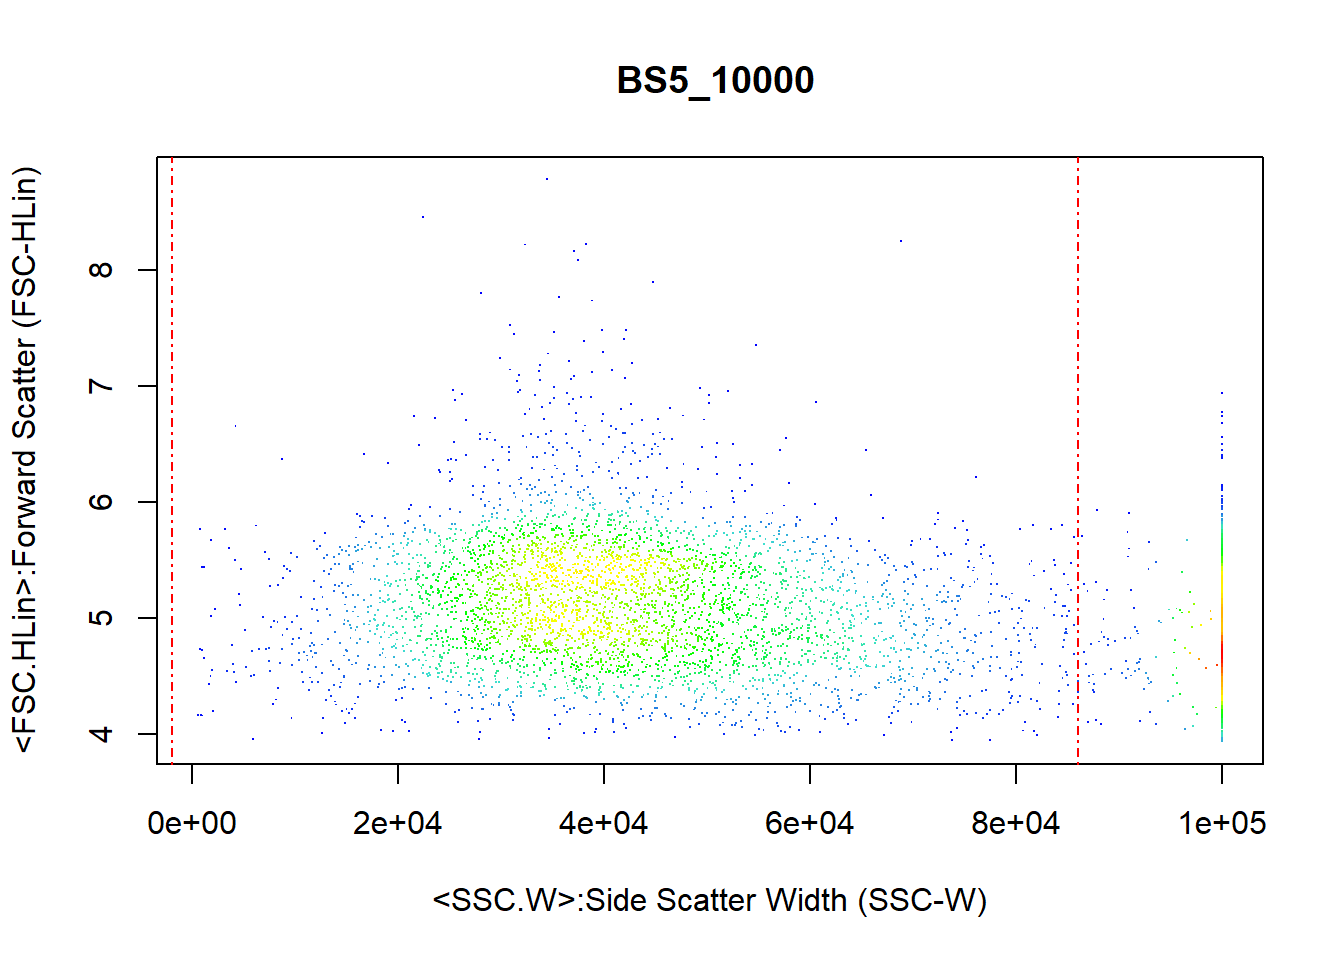 BS5_10000
<FSC.HLin>:Forward Scatter (FSC-HLin)
8
7
6
5
4
0e+00 2e+04 4e+04 6e+04 8e+04 1e+05
<SSC.W>:Side Scatter Width (SSC-W)